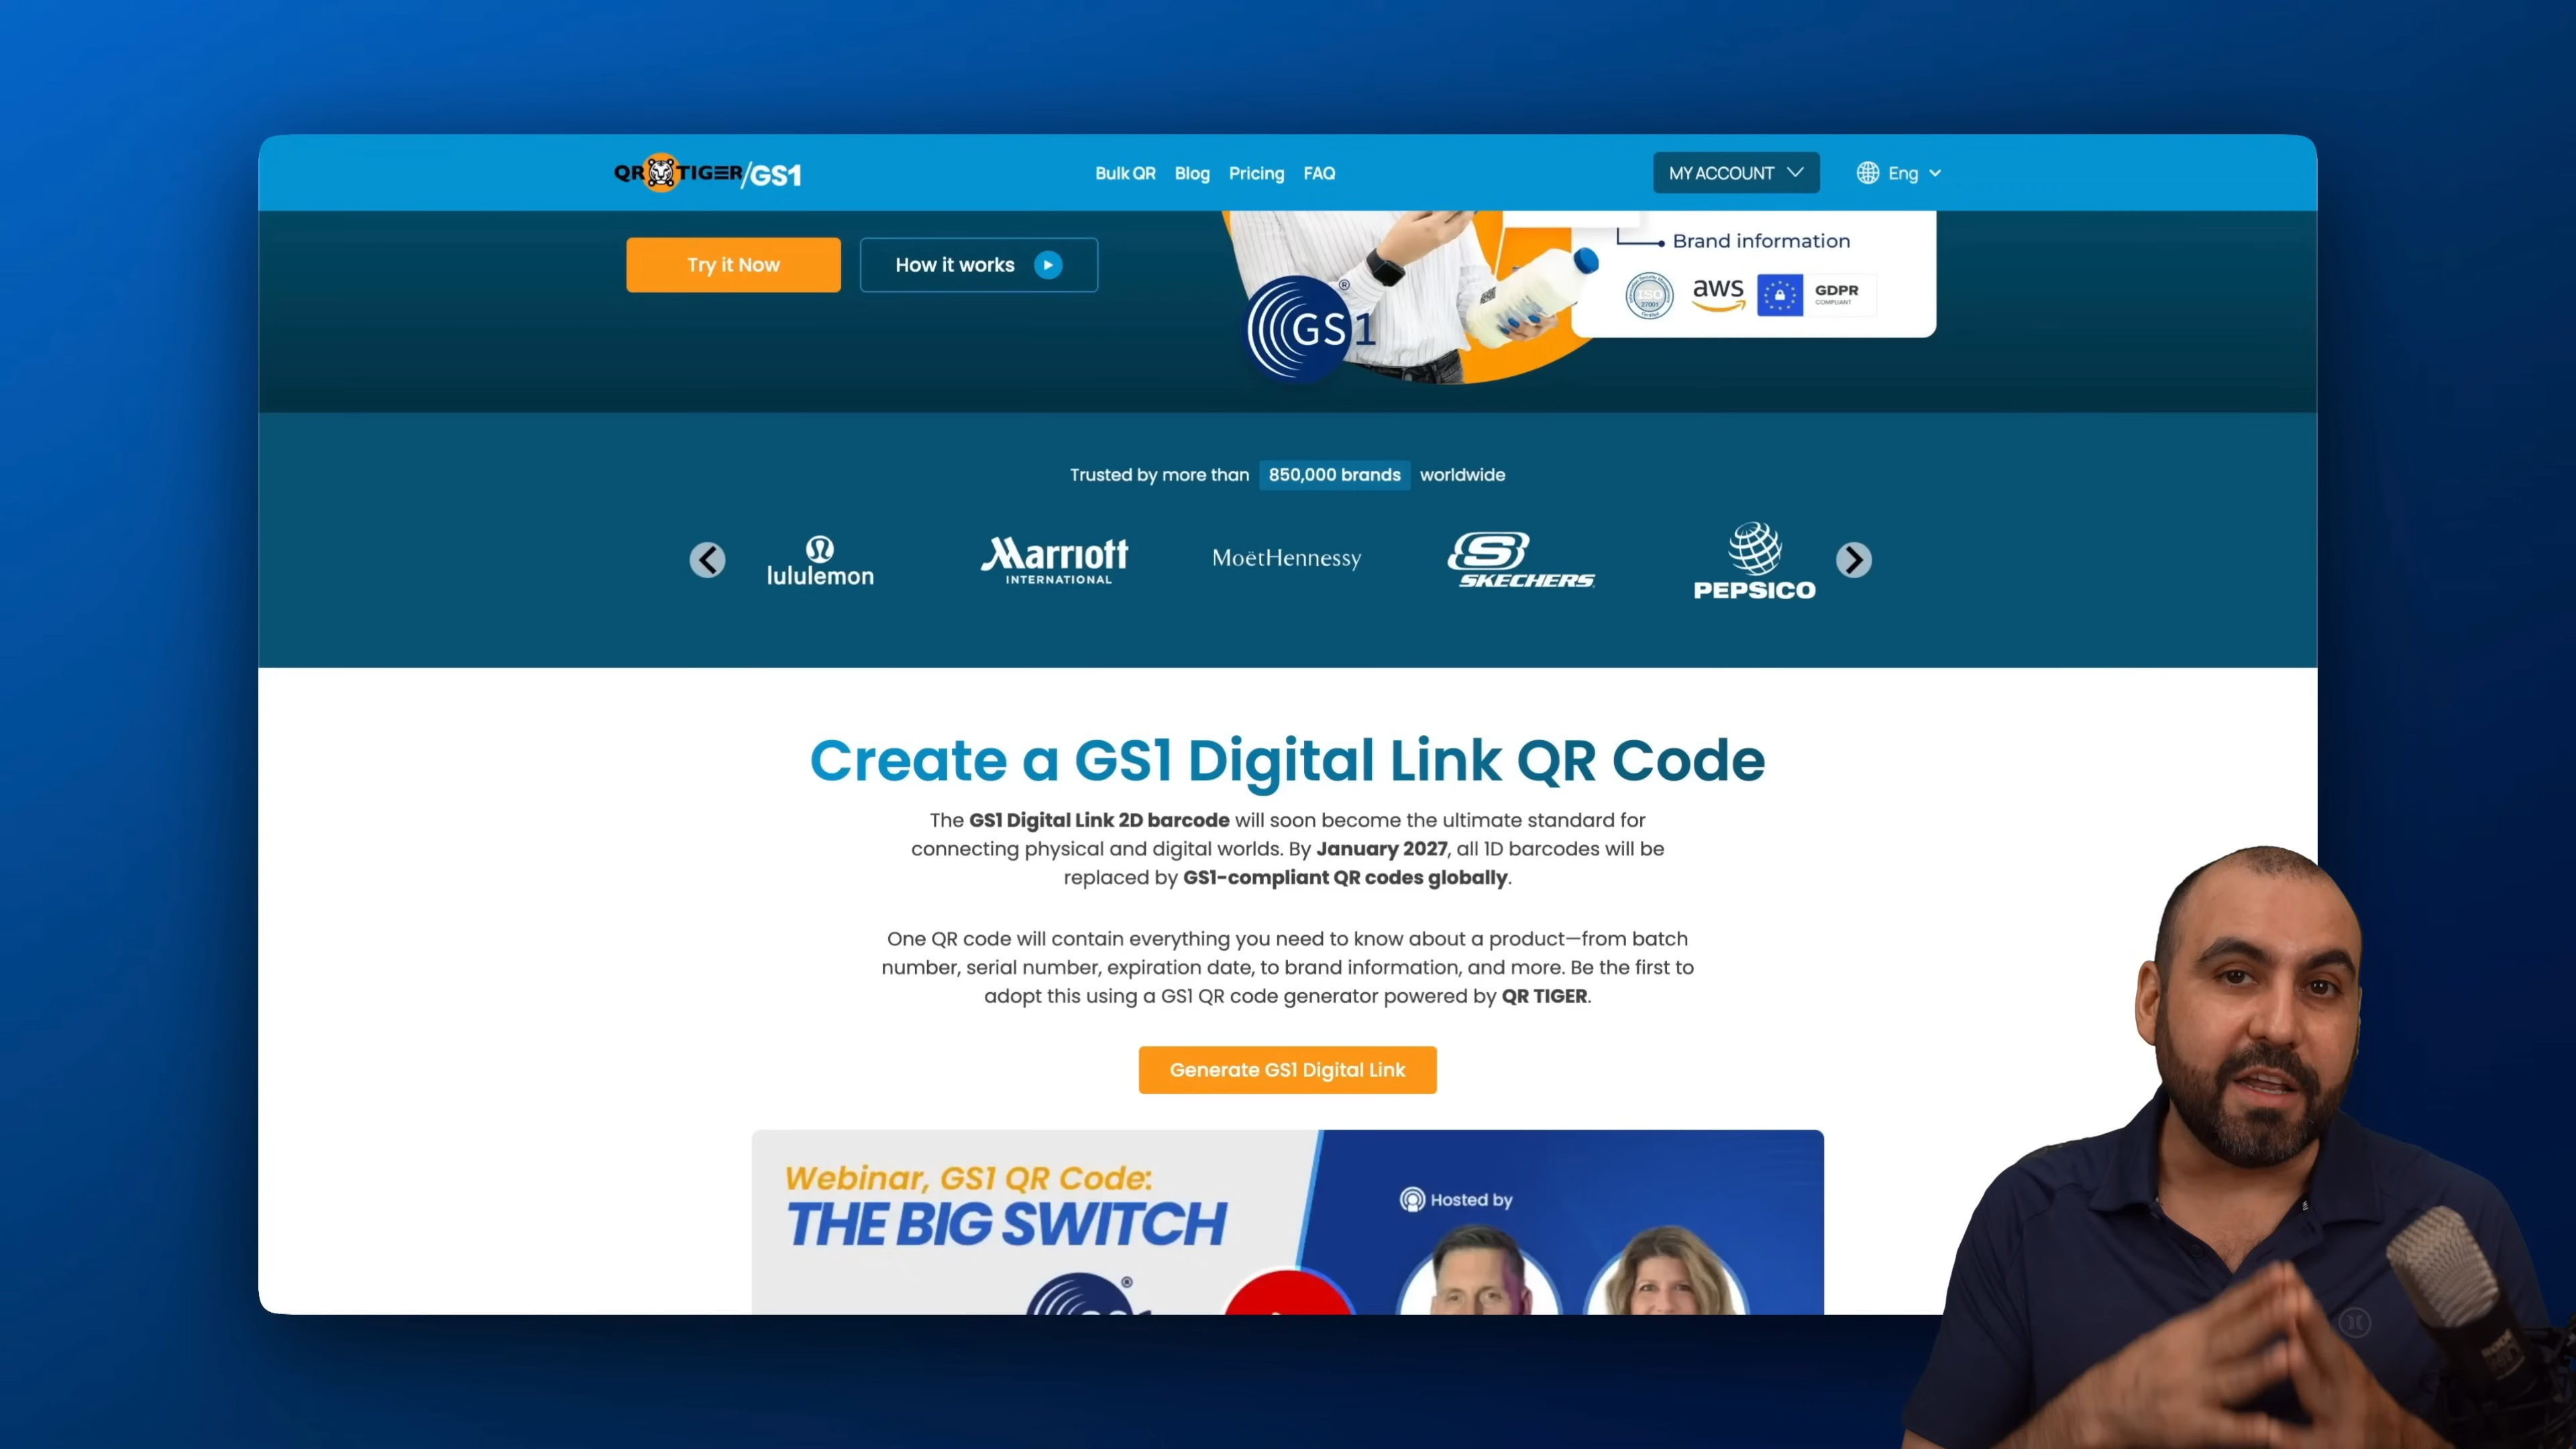 QR TIGER/GS1
Bulk QR Blog Pricing FAQ
MY ACCOUNT
Eng
Try it Now
How it works
GS1
®
Brand information
ISO
27001
Certified
aws
GDPR
COMPLIANT
Trusted by more than 850,000 brands worldwide
lululemon
Marriott
INTERNATIONAL
MoëtHennessy
SKECHERS
PEPSICO
Create a GS1 Digital Link QR Code
The GS1 Digital Link 2D barcode will soon become the ultimate standard for
connecting physical and digital worlds. By January 2027, all 1D barcodes will be
replaced by GS1-compliant QR codes globally.
One QR code will contain everything you need to know about a product—from batch
number, serial number, expiration date, to brand information, and more. Be the first to
adopt this using a GS1 QR code generator powered by QR TIGER.
Generate GS1 Digital Link
Webinar, GS1 QR Code:
THE BIG SWITCH
Hosted by
®